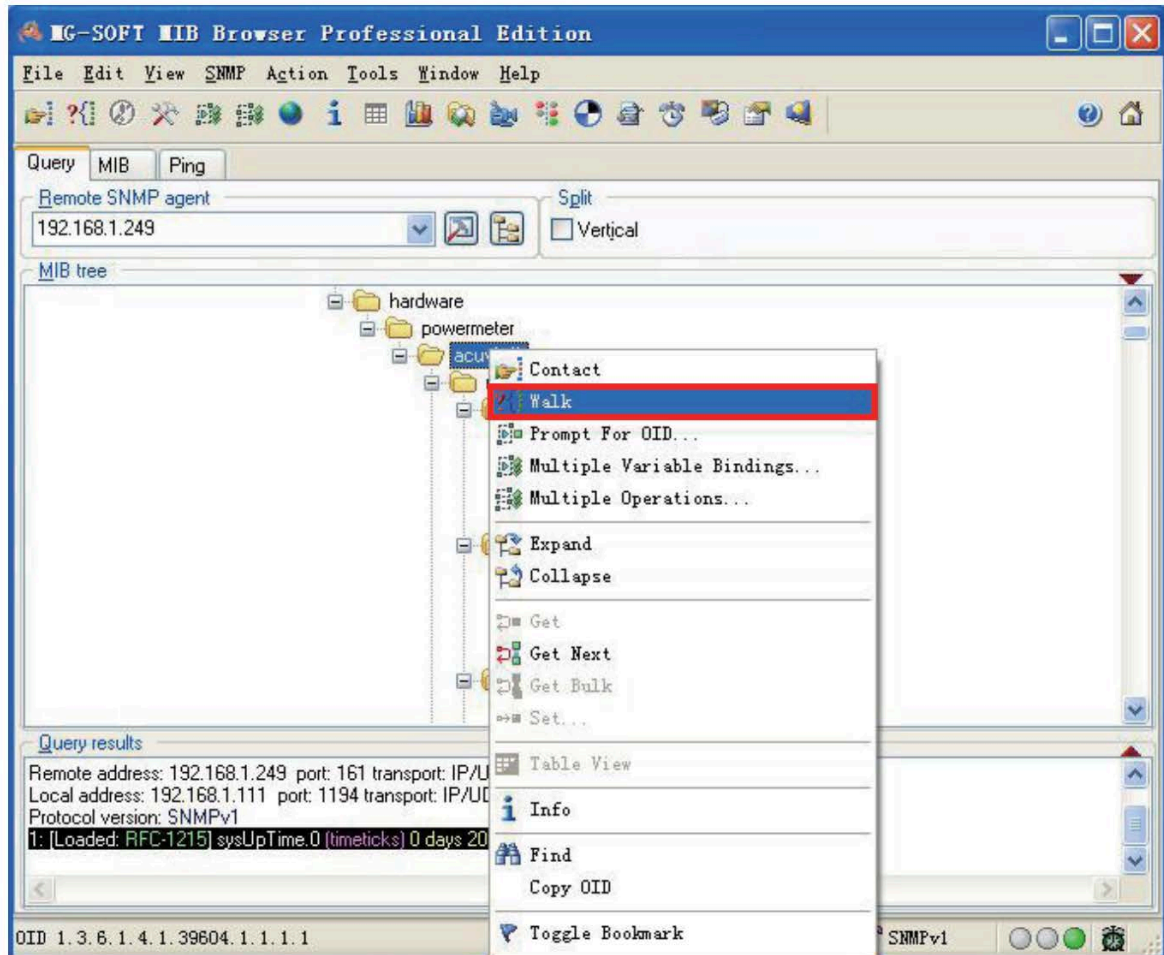 MG-SOFT MIB Browser Professional Edition
File Edit View SNMP Action Tools Window Help
Query MIB Ping
Remote SNMP agent
Split
192.168.1.249
Vertical
MIB tree
hardware
powermeter
Contact
Walk
Prompt For OID...
Multiple Variable Bindings...
Multiple Operations...
Expand
Collapse
Get
Get Next
Get Bulk
Set...
Table View
Info
Find
Copy OID
Toggle Bookmark
Query results
Remote address: 192.168.1.249 port: 161 transport: IP/U
Local address: 192.168.1.111 port: 1194 transport: IP/UD
Protocol version: SNMPv1
1: [Loaded: RFC-1215] sysUpTime.0 (timeticks) 0 days 20
OID 1.3.6.1.4.1.39604.1.1.1.1
SNMPv1